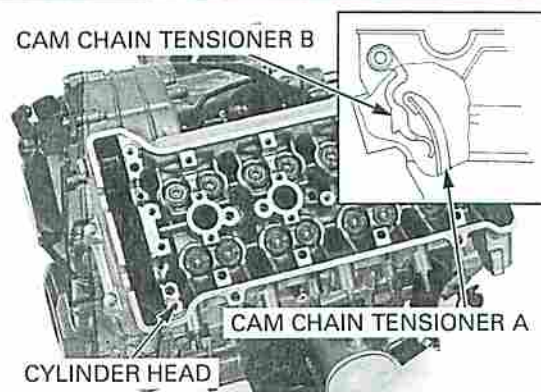 CAM CHAIN TENSIONER B
CAM CHAIN TENSIONER A
CYLINDER HEAD